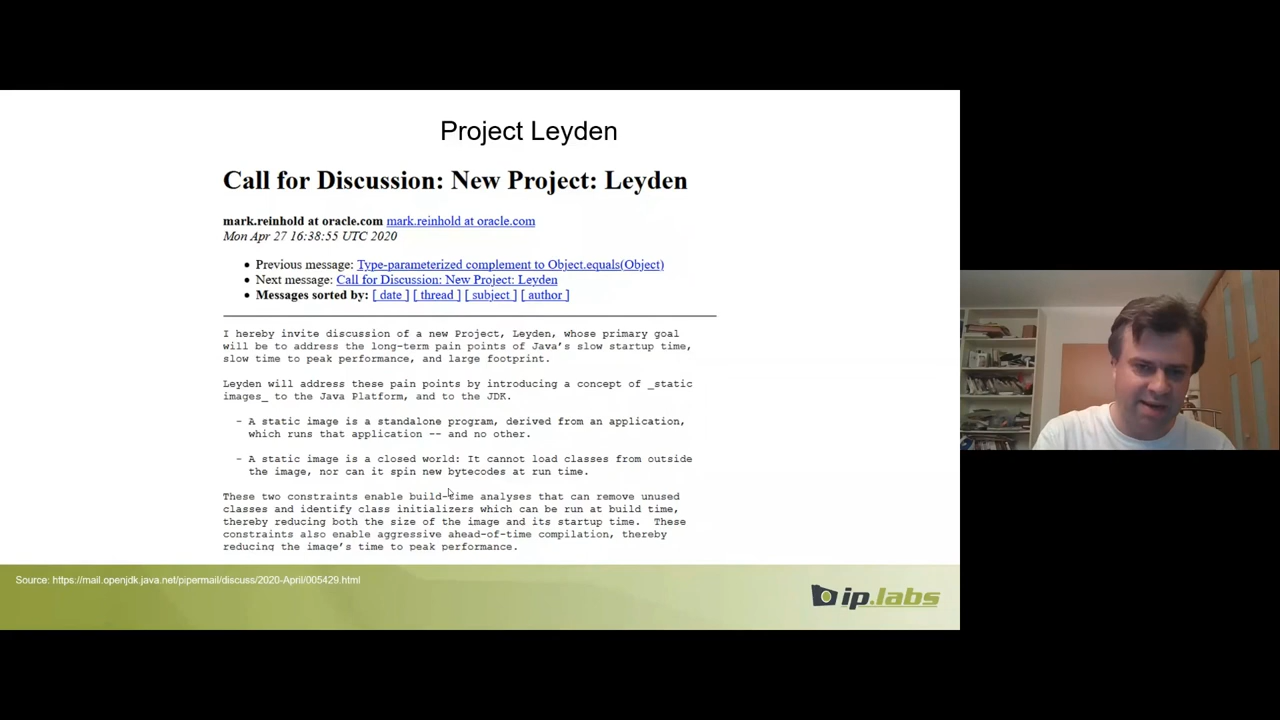 Project Leyden
Call for Discussion: New Project: Leyden
mark.reinhold at oracle.com mark.reinhold at oracle.com
Mon Apr 27 16:38:55 UTC 2020
• Previous message: Type-parameterized complement to Object.equals(Object)
• Next message: Call for Discussion: New Project: Leyden
• Messages sorted by: [ date ] [ thread ] [ subject ] [ author ]
I hereby invite discussion of a new Project, Leyden, whose primary goal
will be to address the long-term pain points of Java's slow startup time,
slow time to peak performance, and large footprint.
Leyden will address these pain points by introducing a concept of _static
images_ to the Java Platform, and to the JDK.
- A static image is a standalone program, derived from an application,
which runs that application -- and no other.
- A static image is a closed world: It cannot load classes from outside
the image, nor can it spin new bytecodes at run time.
These two constraints enable build-time analyses that can remove unused
classes and identify class initializers which can be run at build time,
thereby reducing both the size of the image and its startup time. These
constraints also enable aggressive ahead-of-time compilation, thereby
reducing the image's time to peak performance.
Source: https://mail.openjdk.java.net/pipermail/discuss/2020-April/005429.html
ip.labs